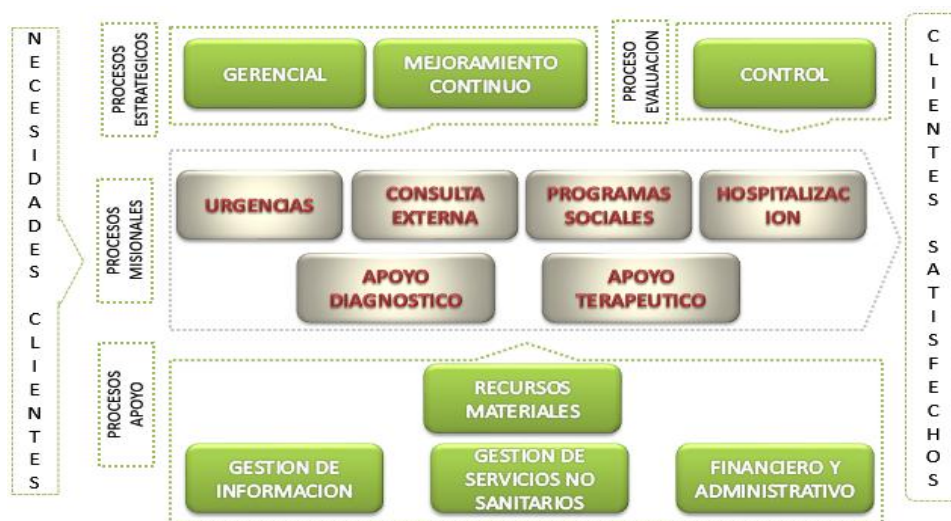 NECESIDADES CLIENTES
PROCESOS
ESTRATEGICOS
GERENCIAL
MEJORAMIENTO
CONTINUO
PROCESO
EVALUACION
CONTROL
CLIENTES SATISFECHOS
PROCESOS
MISIONALES
URGENCIAS
CONSULTA
EXTERNA
PROGRAMAS
SOCIALES
HOSPITALIZAC
ION
APOYO
DIAGNOSTICO
APOYO
TERAPEUTICO
PROCESOS
APOYO
RECURSOS
MATERIALES
GESTION DE
INFORMACION
GESTION DE
SERVICIOS NO
SANITARIOS
FINANCIERO Y
ADMINISTRATIVO